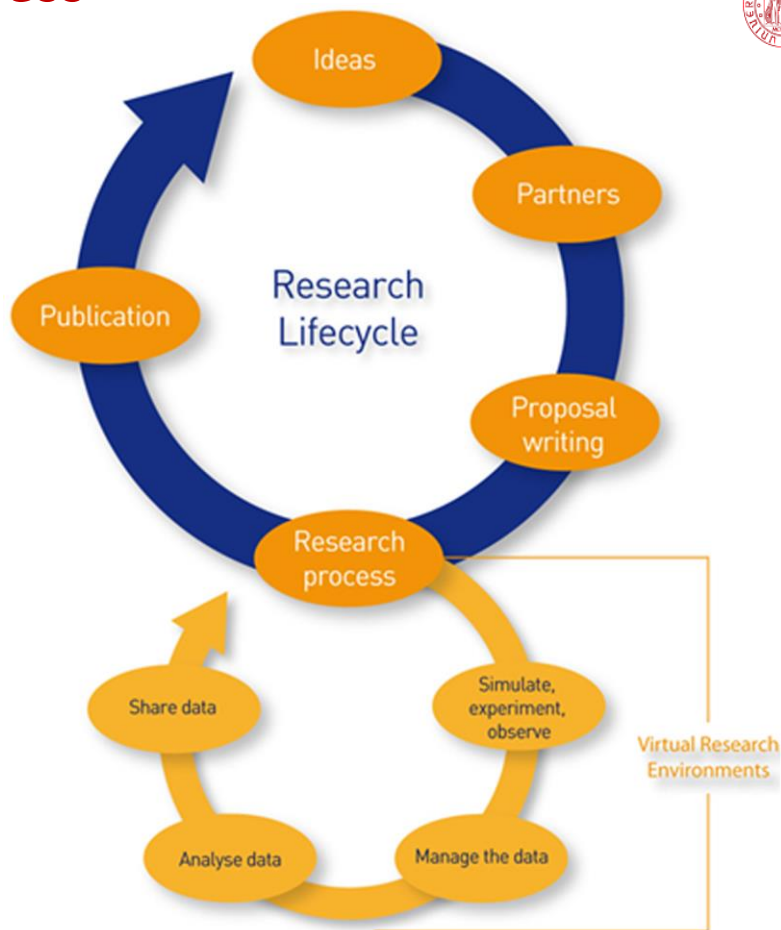 Ideas
Partners
Research
Lifecycle
Publication
Proposal
writing
Research
process
Share data
Simulate,
experiment,
observe
Virtual Research
Environments
Analyse data
Manage the data